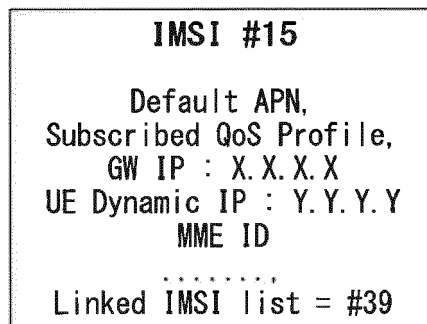 IMSI #15
Default APN,
Subscribed QoS Profile,
GW IP : X.X.X.X
UE Dynamic IP : Y.Y.Y.Y
MME ID
........
Linked IMSI list = #39